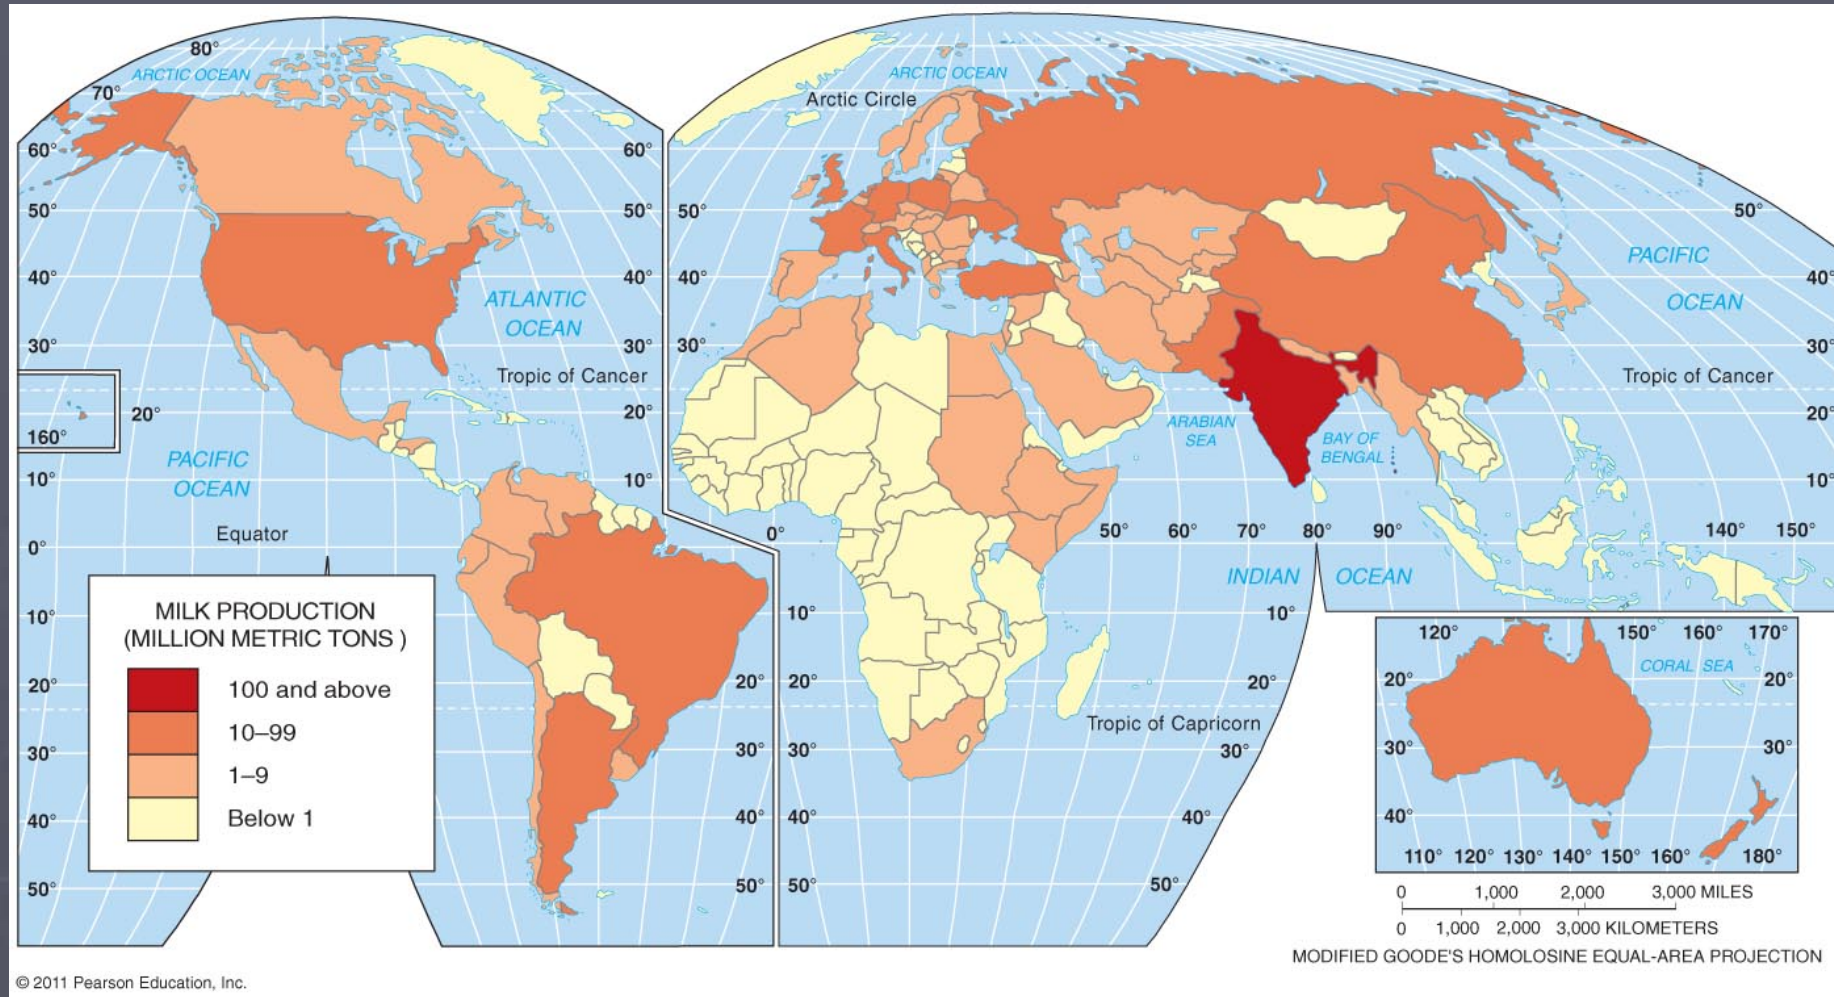 80°
ARCTIC OCEAN
70°
60°
60°
50°
50°
40°
40°
ATLANTIC
OCEAN
30°
30°
Tropic of Cancer
20°
20°
160°
PACIFIC
OCEAN
10°
10°
Equator
0°
10°
20°
20°
30°
30°
40°
40°
50°
50°
MILK PRODUCTION
(MILLION METRIC TONS )
100 and above
10–99
1–9
Below 1
ARCTIC OCEAN
Arctic Circle
50°
50°
PACIFIC
OCEAN
40°
40°
30°
30°
Tropic of Cancer
ARABIAN
SEA
BAY OF
BENGAL
20°
10°
0°
50°
60°
70°
80°
90°
140°
150°
INDIAN
OCEAN
10°
10°
20°
20°
Tropic of Capricorn
30°
30°
40°
40°
50°
50°
120°
150°
160°
170°
CORAL SEA
20°
20°
30°
30°
40°
110°
120°
130°
140°
150°
160°
180°
0 1,000 2,000 3,000 MILES
0 1,000 2,000 3,000 KILOMETERS
MODIFIED GOODE'S HOMOLOSINE EQUAL-AREA PROJECTION
© 2011 Pearson Education, Inc.